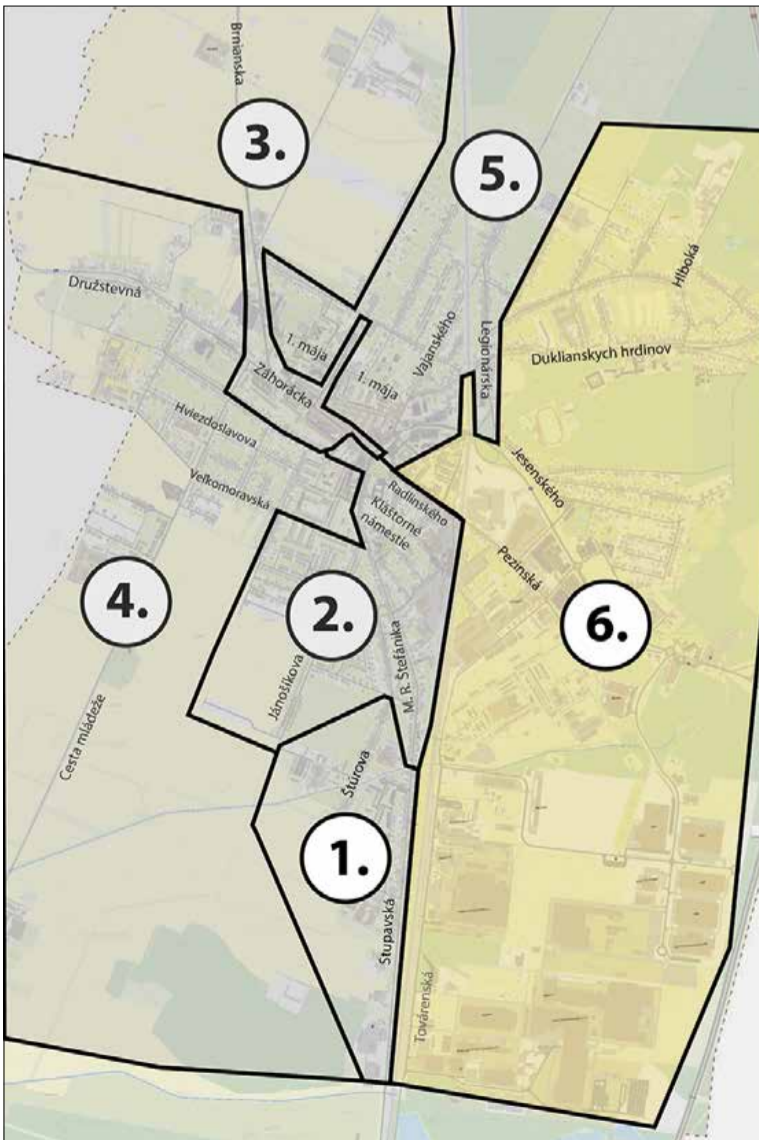 Brnianska
3.
5.
Hlboká
Družstevná
Vajanského
Legionárska
1. mája
Duklianskych hrdinov
Záhorácka
1. mája
Hviezdoslavova
Jesenského
Veľkomoravská
Radlinského
Kláštorné
námestie
Pezinská
4.
2.
6.
M. R. Štefánika
Jánošíkova
Cesta mládeže
Štúrova
1.
Stupavská
Továrenská